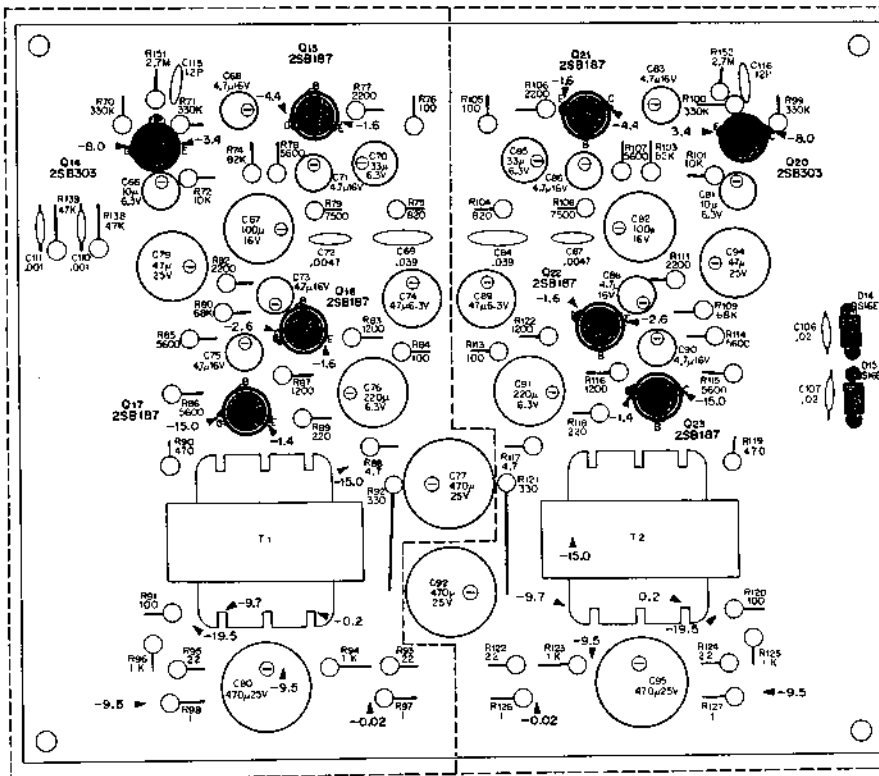 Q15
2SB187
Q21
2SB187
R151
2.7M
C115
12P
C68
4.7µ16V
-4.4
B
R77
2200
-1.6
R76
100
R105
100
R106
2200
-1.6
-4.4
C83
4.7µ16V
R152
2.7M
C116
12P
R70
330K
R71
330K
R100
330K
R99
330K
-8.0
-3.4
3.4
-8.0
Q14
2SB303
Q20
2SB303
R74
82K
R78
5600
C71
4.7µ16V
C70
33µ
6.3V
C85
33µ
6.3V
C86
4.7µ16V
R107
5600
R103
R101
10K
C66
10µ
6.3V
R72
10K
C81
10µ
6.3V
R139
47K
R138
47K
C111
.001
C110
.001
C67
100µ
16V
R79
7500
R75
820
R104
820
R108
7500
C82
100µ
16V
C79
47µ
25V
C72
.0047
C69
.039
C84
.039
C87
.0047
C94
47µ
25V
R82
2200
C73
4.7µ16V
Q16
2SB187
C74
47µ6.3V
C89
47µ6.3V
Q22
2SB187
-1.6
C88
4.7µ
16V
R111
2200
R80
68K
-2.6
-1.6
R83
1200
R84
100
R113
100
R122
1200
-2.6
R109
68K
R114
5600
D14
C106
.02
D15
C107
.02
R85
5600
C75
4.7µ16V
C90
4.7µ16V
R87
1200
C76
220µ
6.3V
C91
220µ
6.3V
R116
1200
R115
5600
Q17
2SB187
R86
5600
-15.0
-1.4
R89
220
R118
220
-1.4
-15.0
B
Q23
2SB187
R90
470
R88
4.7
-15.0
R92
330
C77
470µ
25V
R117
4.7
R121
330
R119
470
T1
T2
-15.0
C92
470µ
25V
R91
100
-9.7
-0.2
-19.5
-9.7
0.2
-19.5
R120
100
R96
1K
R95
22
R94
1K
R93
22
R122
22
R123
1K
-9.5
R124
22
R125
1K
C80
470µ25V
-9.5
C95
470µ25V
-9.5
R98
1
R97
1
-0.02
R126
1
-0.02
R127
1
-9.5